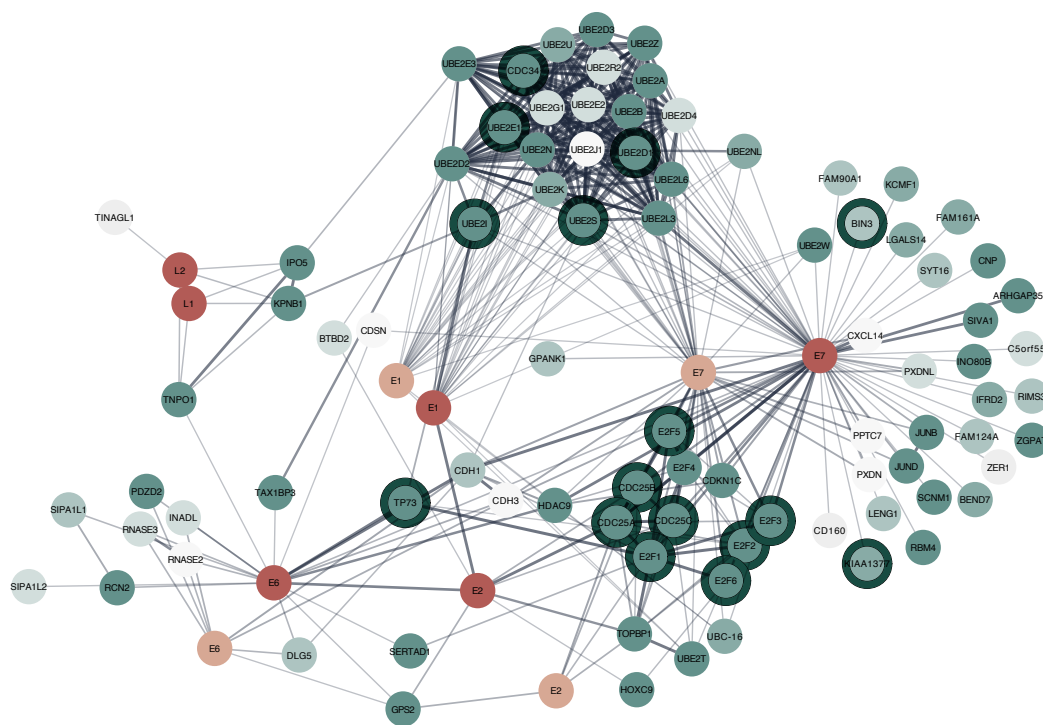 UBE2D3
UBE2U
UBE2Z
UBE2E3
UBE2R2
CDC34
UBE2A
UBE2G1
UBE2E2
UBE2B
UBE2D4
UBE2E1
UBE2N
UBE2J1
UBE2D1
UBE2NL
UBE2D2
UBE2L6
UBE2K
FAM90A1
KCMF1
UBE2I
UBE2S
UBE2L3
BIN3
FAM161A
TINAGL1
LGALS14
UBE2W
L2
IPO5
SYT16
CNP
L1
KPNB1
ARHGAP35
SIVA1
BTBD2
CDSN
CXCL14
E7
GPANK1
C5orf55
INO80B
E1
E7
PXDNL
TNPO1
E1
IFRD2
RIMS3
E2F5
PPTC7
JUNB
FAM124A
ZGPAT
CDH1
E2F4
JUND
ZER1
PXDN
CDKN1C
CDC25B
PDZD2
TAX1BP3
TP73
CDH3
HDAC9
SCNM1
BEND7
SIPA1L1
INADL
LENG1
RNASE3
CDC25A
CDC25C
E2F3
CD160
E2F2
RBM4
RNASE2
E2F1
KIAA1377
SIPA1L2
RCN2
E6
E2
E2F6
TOPBP1
UBC-16
E6
DLG5
SERTAD1
UBE2T
E2
HOXC9
GPS2